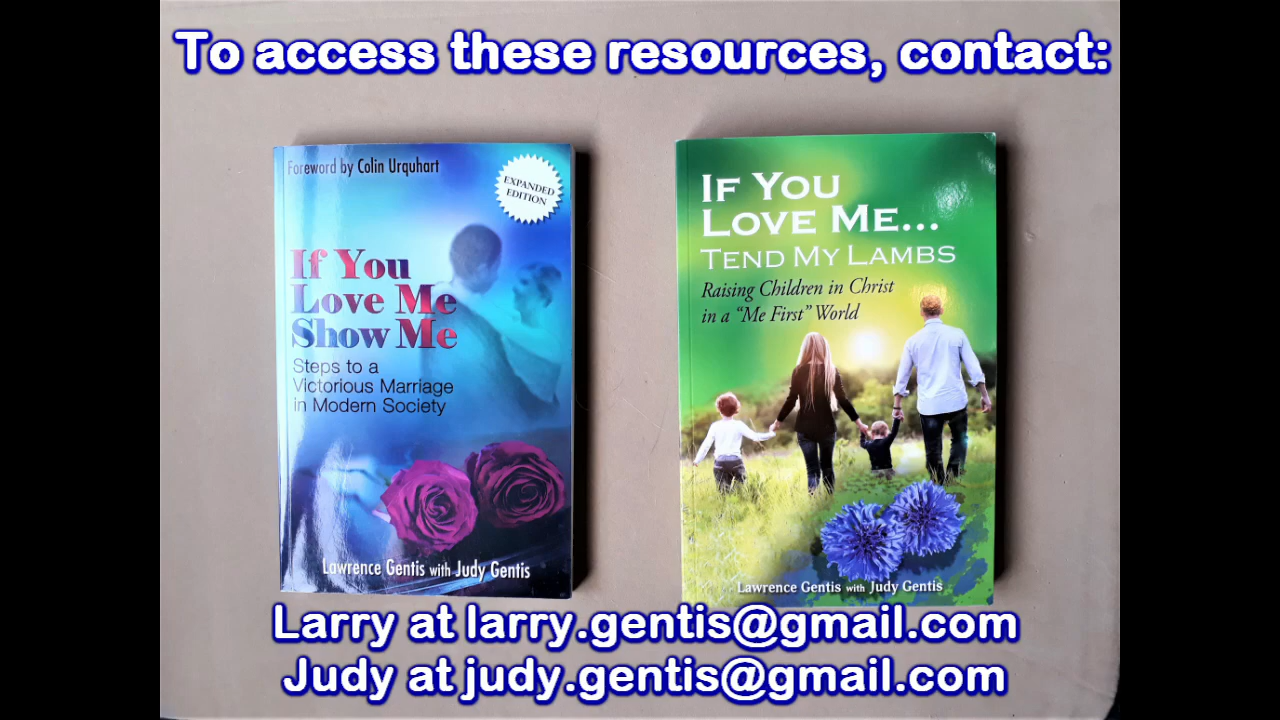 To access these resources, contact:
Foreword by Colin Urquhart
EXPANDED
EDITION
If You
Love Me
Show Me
Steps to a
Victorious Marriage
in Modern Society
Lawrence Gentis with Judy Gentis
IF YOU
LOVE ME...
TEND MY LAMBS
Raising Children in Christ
in a “Me First” World
Lawrence Gentis with Judy Gentis
Larry at larry.gentis@gmail.com
Judy at judy.gentis@gmail.com